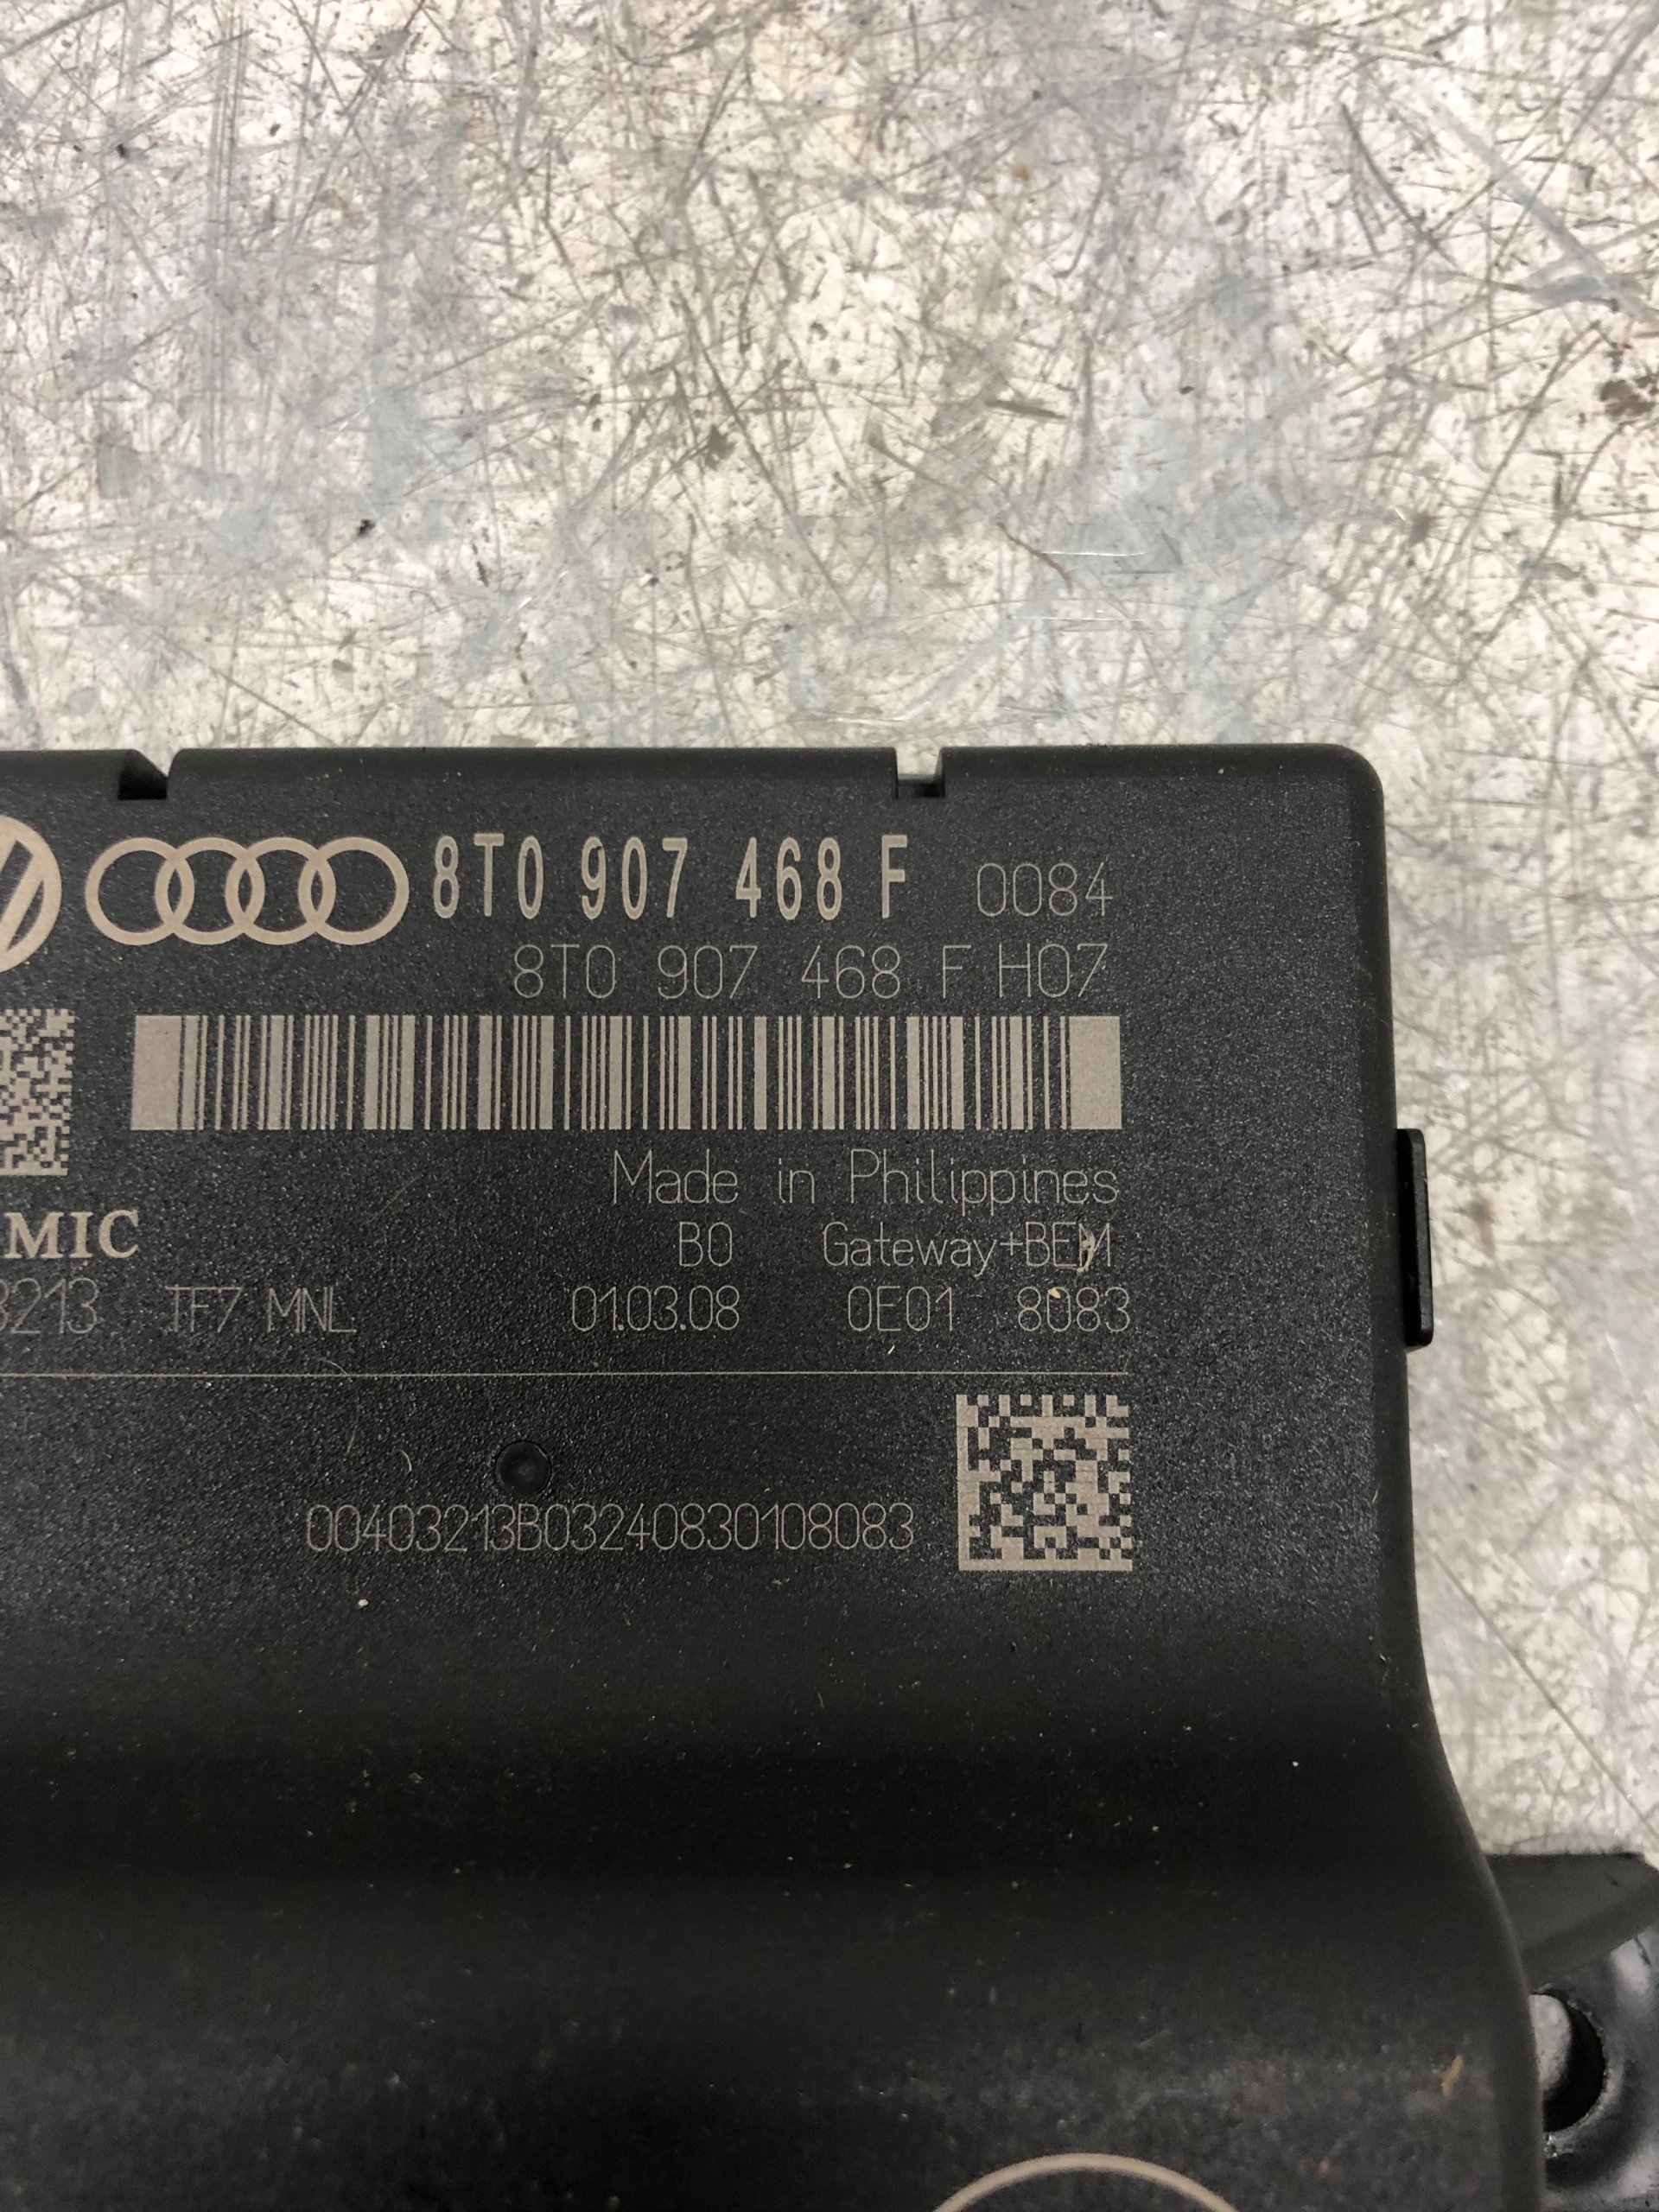 8T0 907 468 F 0084
8T0 907 468 F H07
Made in Philippines
MIC B0 Gateway+BEM
3213 TF7 MNL 01.03.08 0E01 8083
00403213B03240830108083